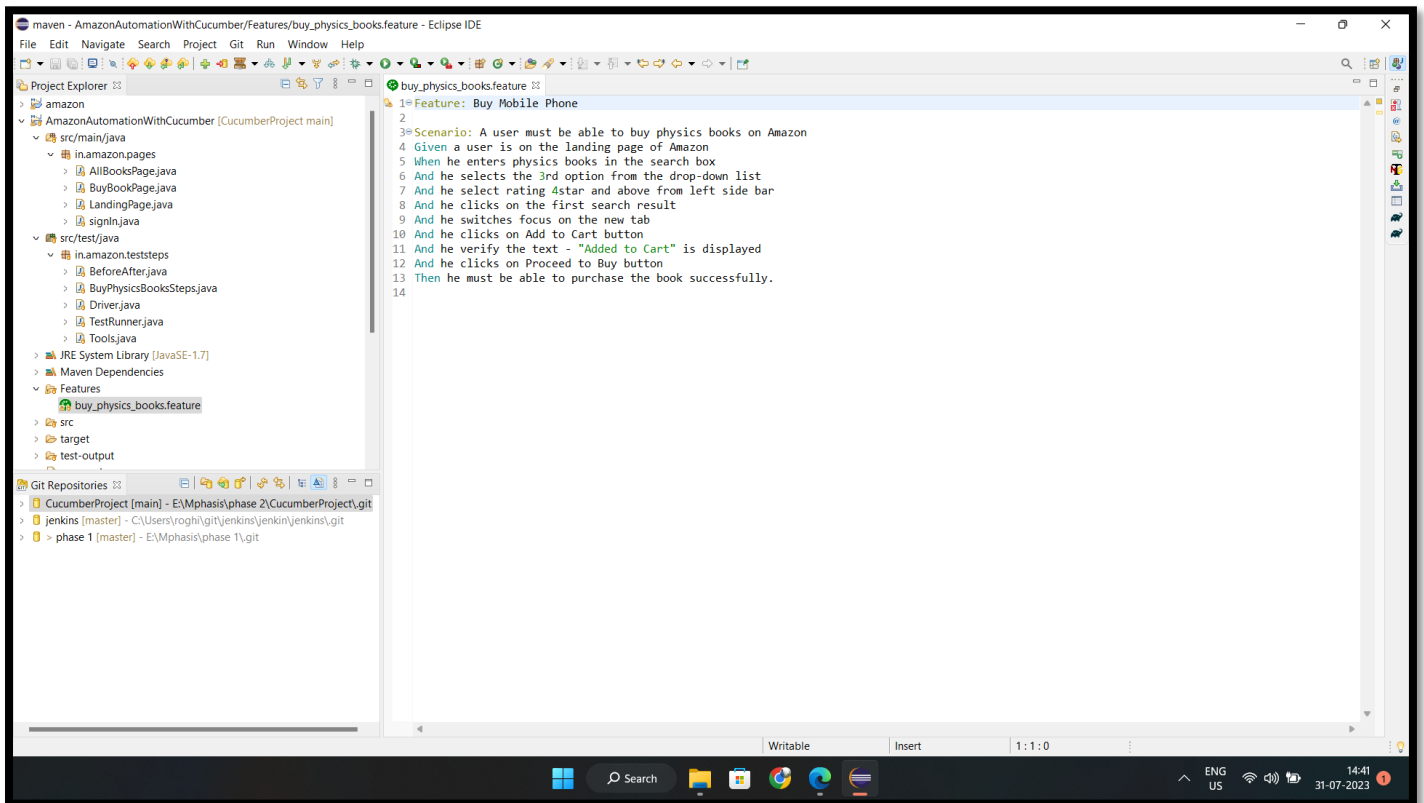 maven - AmazonAutomationWithCucumber/Features/buy_physics_books.feature - Eclipse IDE
File Edit Navigate Search Project Git Run Window Help
Project Explorer
amazon
AmazonAutomationWithCucumber [CucumberProject main]
src/main/java
in.amazon.pages
AllBooksPage.java
BuyBookPage.java
LandingPage.java
signIn.java
src/test/java
in.amazon.teststeps
BeforeAfter.java
BuyPhysicsBooksSteps.java
Driver.java
TestRunner.java
Tools.java
JRE System Library [JavaSE-1.7]
Maven Dependencies
Features
buy_physics_books.feature
src
target
test-output
Git Repositories
CucumberProject [main] - E:\Mphasis\phase 2\CucumberProject\.git
jenkins [master] - C:\Users\roghi\git\jenkins\jenkin\jenkins\.git
> phase 1 [master] - E:\Mphasis\phase 1\.git
buy_physics_books.feature
1 Feature: Buy Mobile Phone
2
3 Scenario: A user must be able to buy physics books on Amazon
4 Given a user is on the landing page of Amazon
5 When he enters physics books in the search box
6 And he selects the 3rd option from the drop-down list
7 And he select rating 4star and above from left side bar
8 And he clicks on the first search result
9 And he switches focus on the new tab
10 And he clicks on Add to Cart button
11 And he verify the text - "Added to Cart" is displayed
12 And he clicks on Proceed to Buy button
13 Then he must be able to purchase the book successfully.
14
Writable Insert 1 : 1 : 0
Search
ENG
US
14:41
31-07-2023
1